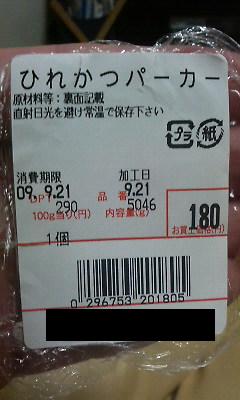 ひれかつパーカー
原材料等：裏面記載
直射日光を避け常温で保存下さい
プラ 紙
消費期限 加工日
09. 9.21 9.21
DPT 290 品番 5046
100g当り(円) 内容量(g)
180
1個
0 296753 201805